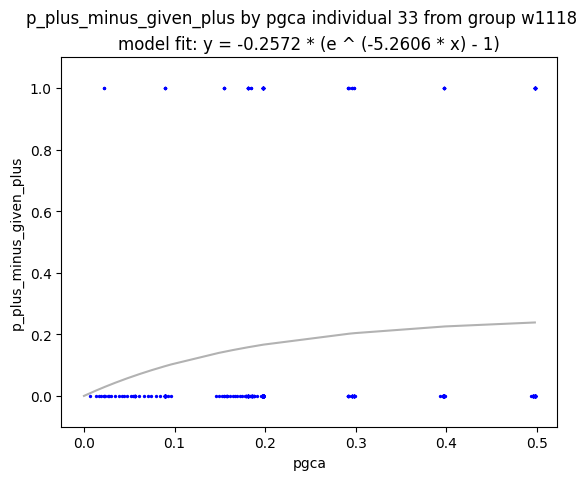 p_plus_minus_given_plus by pgca individual 33 from group w1118
model fit: y = -0.2572 * (e ^ (-5.2606 * x) - 1)
p_plus_minus_given_plus
1.0
0.8
0.6
0.4
0.2
0.0
0.0 0.1 0.2 0.3 0.4 0.5
pgca